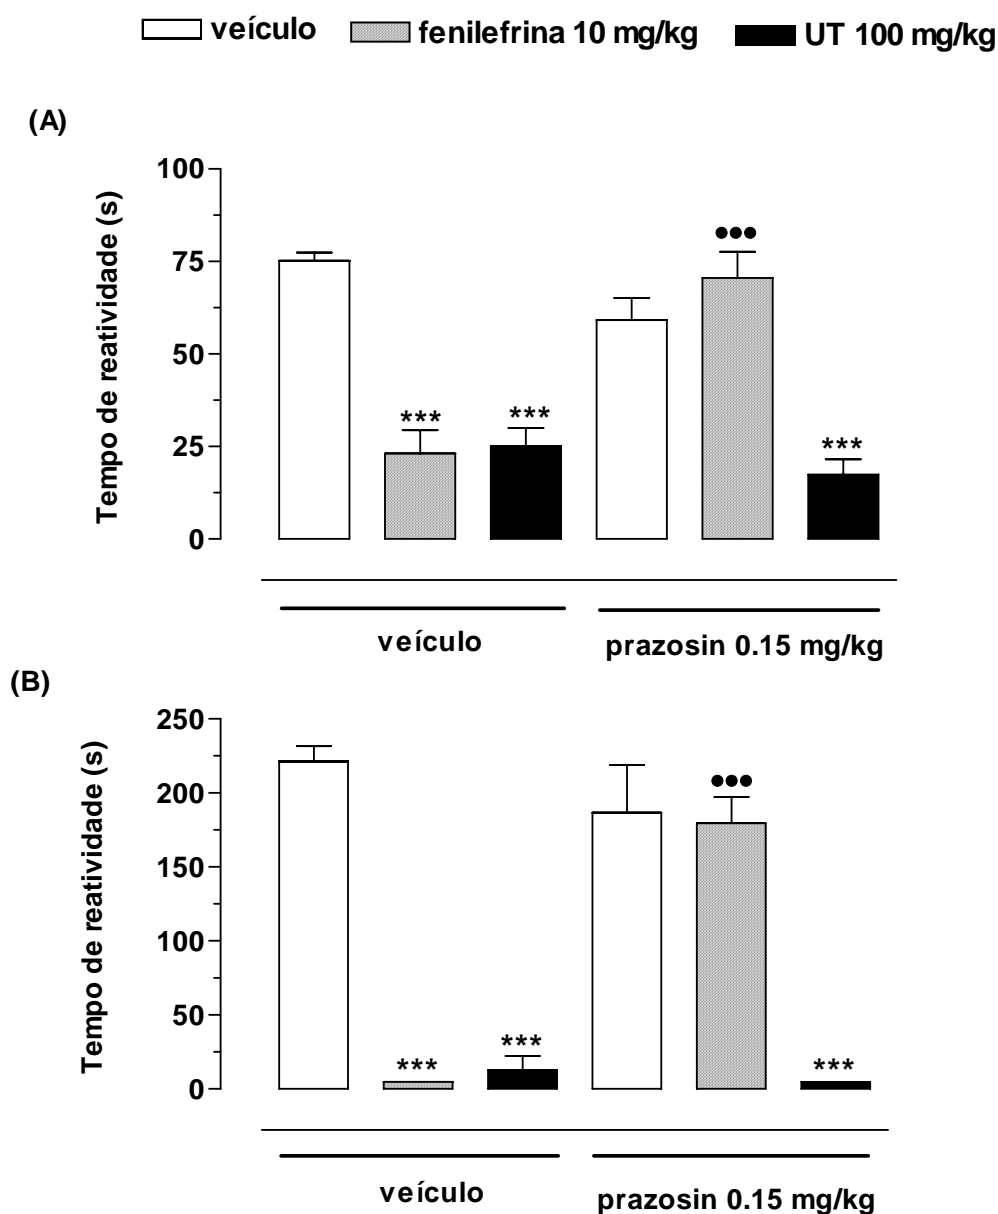 veículo fenilefrina 10 mg/kg UT 100 mg/kg
(A)
Tempo de reatividade (s)
100
75
50
25
0
***
***
●●●
***
veículo
prazosin 0.15 mg/kg
(B)
Tempo de reatividade (s)
250
200
150
100
50
0
***
***
●●●
***
veículo
prazosin 0.15 mg/kg